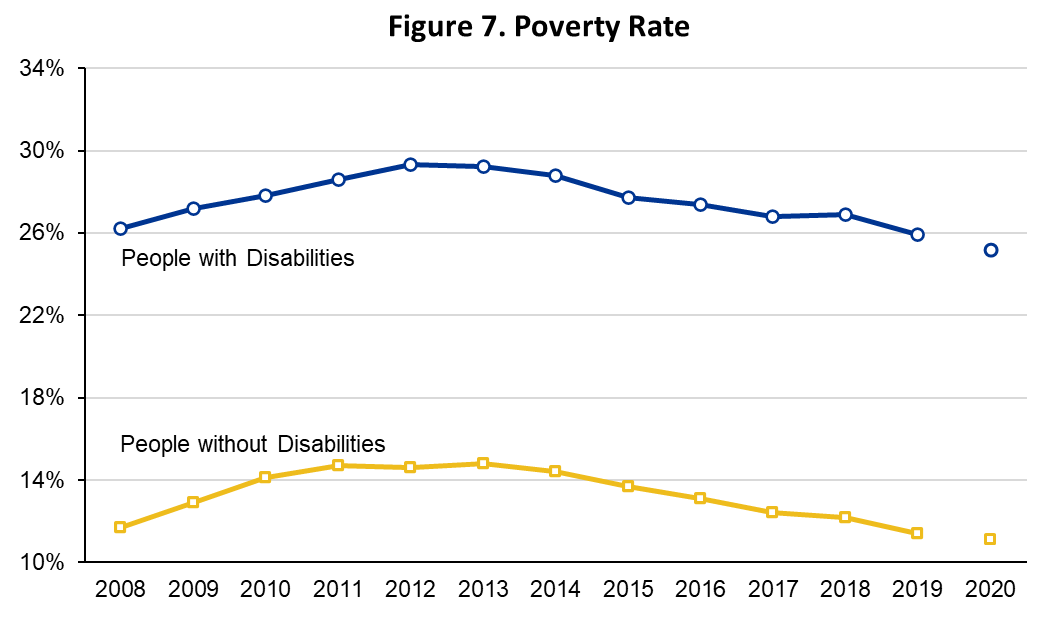 Figure 7. Poverty Rate
34%
30%
26%
People with Disabilities
22%
18%
People without Disabilities
14%
10%
2008 2009 2010 2011 2012 2013 2014 2015 2016 2017 2018 2019 2020